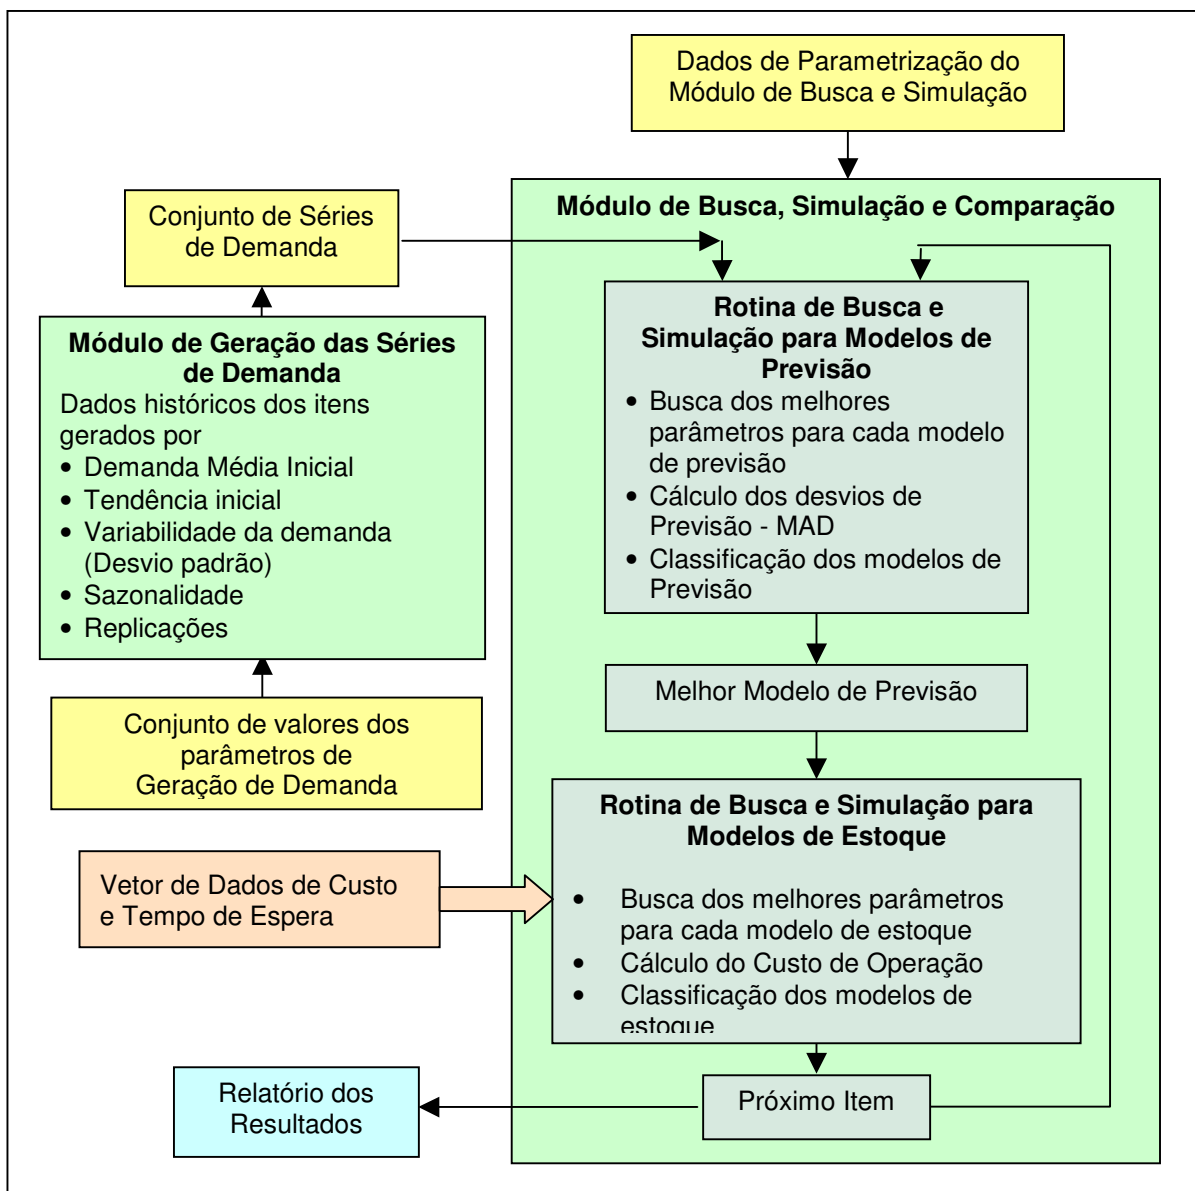 Dados de Parametrização do
Módulo de Busca e Simulação
Conjunto de Séries
de Demanda
Módulo de Geração das Séries
de Demanda
Dados históricos dos itens
gerados por
• Demanda Média Inicial
• Tendência inicial
• Variabilidade da demanda
(Desvio padrão)
• Sazonalidade
• Replicações
Conjunto de valores dos
parâmetros de
Geração de Demanda
Vetor de Dados de Custo
e Tempo de Espera
Módulo de Busca, Simulação e Comparação
Rotina de Busca e
Simulação para Modelos de
Previsão
• Busca dos melhores
parâmetros para cada modelo
de previsão
• Cálculo dos desvios de
Previsão - MAD
• Classificação dos modelos de
Previsão
Melhor Modelo de Previsão
Rotina de Busca e Simulação para
Modelos de Estoque
• Busca dos melhores parâmetros
para cada modelo de estoque
• Cálculo do Custo de Operação
• Classificação dos modelos de
estoque
Próximo Item
Relatório dos
Resultados